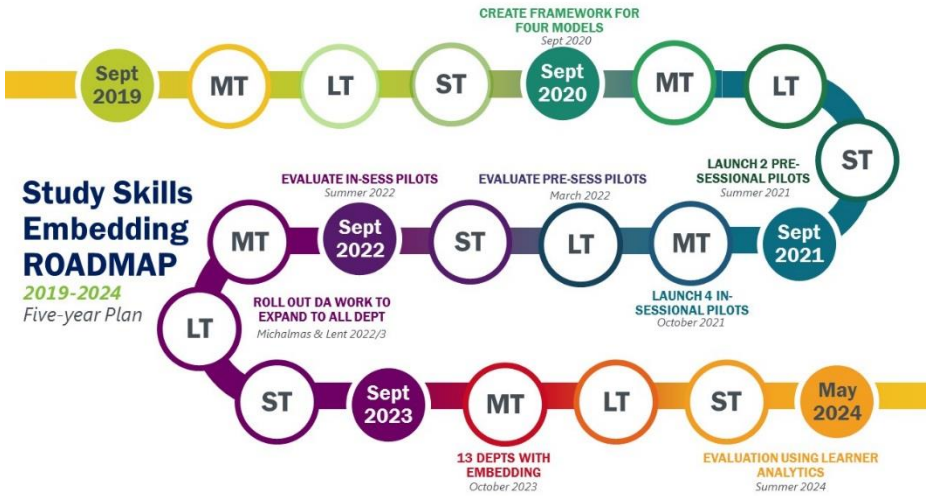 CREATE FRAMEWORK FOR
FOUR MODELS
Sept 2020
Sept
2019
MT
LT
ST
Sept
2020
MT
LT
ST
Study Skills
Embedding
ROADMAP
2019-2024
Five-year Plan
LAUNCH 2 PRE-
SESSIONAL PILOTS
Summer 2021
Sept
2021
MT
LAUNCH 4 IN-
SESSIONAL PILOTS
October 2021
EVALUATE PRE-SESS PILOTS
March 2022
LT
ST
EVALUATE IN-SESS PILOTS
Summer 2022
Sept
2022
MT
LT
ROLL OUT DA WORK TO
EXPAND TO ALL DEPT
Michalmas & Lent 2022/3
ST
Sept
2023
MT
13 DEPTS WITH
EMBEDDING
October 2023
LT
ST
EVALUATION USING LEARNER
ANALYTICS
Summer 2024
May
2024